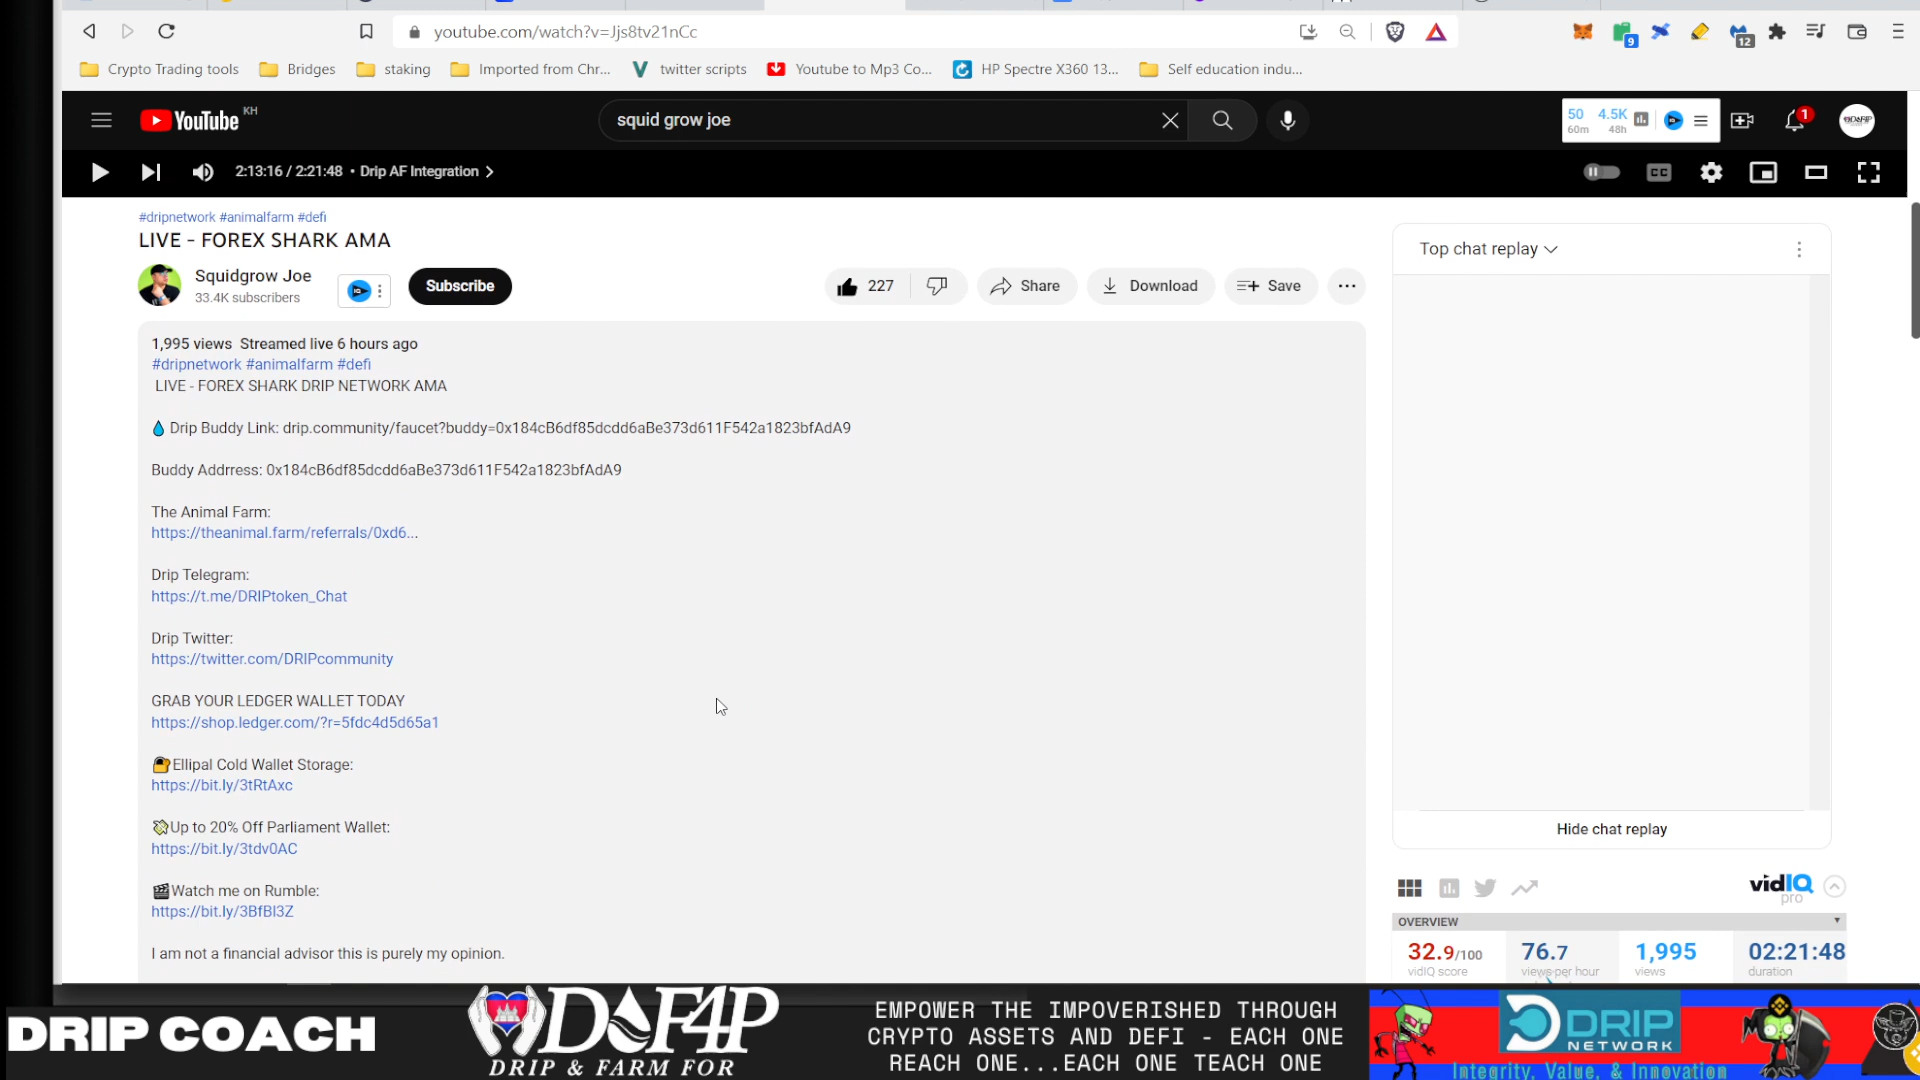 youtube.com/watch?v=Jjs8tv21nCc
9
12
Crypto Trading tools
Bridges
staking
Imported from Chr...
twitter scripts
Youtube to Mp3 Co...
HP Spectre X360 13...
Self education indu...
YouTube KH
squid grow joe
50
60m
4.5K
48h
1
2:13:16 / 2:21:48 • Drip AF Integration
CC
#dripnetwork #animalfarm #defi
LIVE - FOREX SHARK AMA
Squidgrow Joe
33.4K subscribers
Subscribe
227
Share
Download
Save
Top chat replay
1,995 views Streamed live 6 hours ago
#dripnetwork #animalfarm #defi
LIVE - FOREX SHARK DRIP NETWORK AMA
Drip Buddy Link: drip.community/faucet?buddy=0x184cB6df85dcdd6aBe373d611F542a1823bfAdA9
Buddy Addrress: 0x184cB6df85dcdd6aBe373d611F542a1823bfAdA9
The Animal Farm:
https://theanimal.farm/referrals/0xd6...
Drip Telegram:
https://t.me/DRIPtoken_Chat
Drip Twitter:
https://twitter.com/DRIPcommunity
GRAB YOUR LEDGER WALLET TODAY
https://shop.ledger.com/?r=5fdc4d5d65a1
Ellipal Cold Wallet Storage:
https://bit.ly/3tRtAxc
Up to 20% Off Parliament Wallet:
https://bit.ly/3tdv0AC
Watch me on Rumble:
https://bit.ly/3BfBI3Z
I am not a financial advisor this is purely my opinion.
Hide chat replay
vidIQ
pro
OVERVIEW
32.9/100
vidIQ score
76.7
views per hour
1,995
views
02:21:48
duration
DRIP COACH
DAF4P
DRIP & FARM FOR
EMPOWER THE IMPOVERISHED THROUGH
CRYPTO ASSETS AND DEFI - EACH ONE
REACH ONE...EACH ONE TEACH ONE
DRIP
NETWORK
Integrity, Value, & Innovation